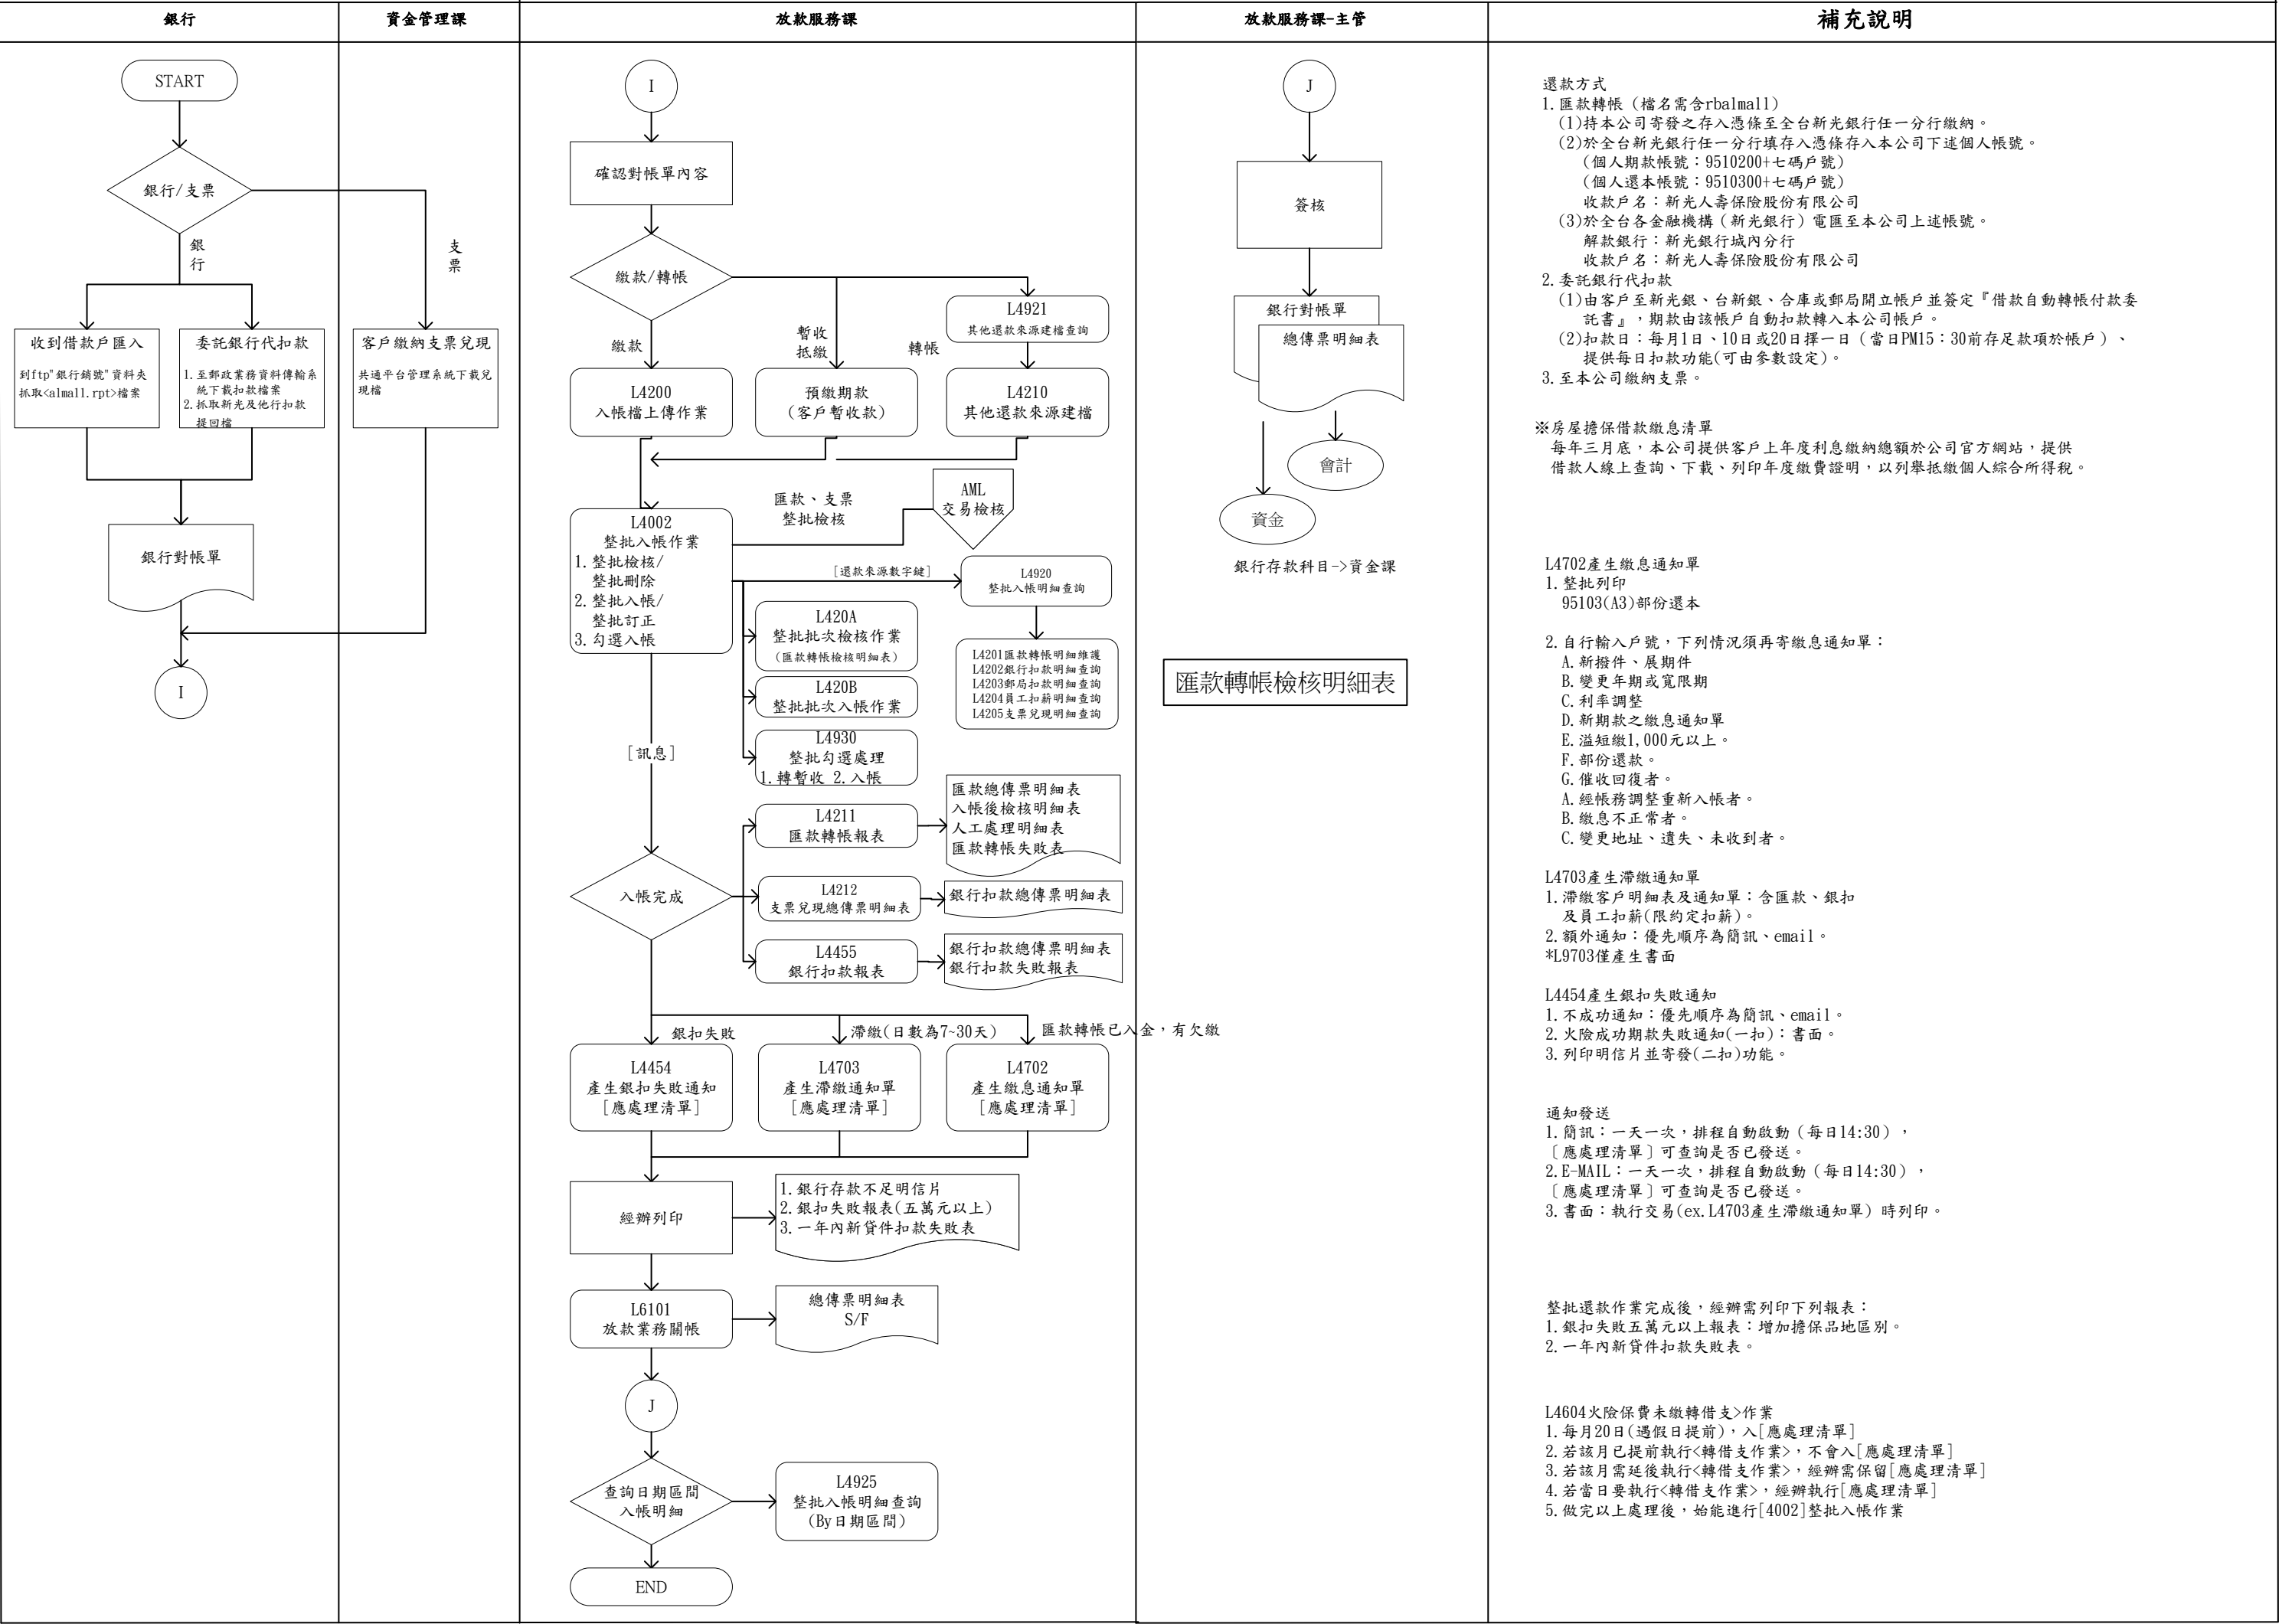 銀行
資金管理課
放款服務課
放款服務課-主管
補充說明
START
銀行/支票
銀
行
支
票
收到借款戶匯入
到ftp"銀行銷號"資料夾
抓取<almall.rpt>檔案
委託銀行代扣款
1.至郵政業務資料傳輸系
統下載扣款檔案
2.抓取新光及他行扣款
提回檔
客戶繳納支票兌現
共通平台管理系統下載兌
現檔
銀行對帳單
I
I
確認對帳單內容
繳款/轉帳
繳款
暫收
抵繳
轉帳
L4921
其他還款來源建檔查詢
L4200
入帳檔上傳作業
預繳期款
(客戶暫收款)
L4210
其他還款來源建檔
匯款、支票
整批檢核
AML
交易檢核
L4002
整批入帳作業
1.整批檢核/
整批刪除
2.整批入帳/
整批訂正
3.勾選入帳
[還款來源數字鍵]
L4920
整批入帳明細查詢
L420A
整批批次檢核作業
(匯款轉帳檢核明細表)
L420B
整批批次入帳作業
L4201匯款轉帳明細維護
L4202銀行扣款明細查詢
L4203郵局扣款明細查詢
L4204員工扣薪明細查詢
L4205支票兌現明細查詢
L4930
整批勾選處理
1.轉暫收 2.入帳
[訊息]
L4211
匯款轉帳報表
匯款總傳票明細表
入帳後檢核明細表
人工處理明細表
匯款轉帳失敗表
入帳完成
L4212
支票兌現總傳票明細表
銀行扣款總傳票明細表
L4455
銀行扣款報表
銀行扣款總傳票明細表
銀行扣款失敗報表
銀扣失敗
滯繳(日數為7~30天)
匯款轉帳已入金，有欠繳
L4454
產生銀扣失敗通知
[應處理清單]
L4703
產生滯繳通知單
[應處理清單]
L4702
產生繳息通知單
[應處理清單]
經辦列印
1.銀行存款不足明信片
2.銀扣失敗報表(五萬元以上)
3.一年內新貸件扣款失敗表
L6101
放款業務關帳
總傳票明細表
S/F
J
查詢日期區間
入帳明細
L4925
整批入帳明細查詢
(By日期區間)
END
J
簽核
銀行對帳單
總傳票明細表
會計
資金
銀行存款科目->資金課
匯款轉帳檢核明細表
還款方式
1.匯款轉帳（檔名需含rbalmall）
(1)持本公司寄發之存入憑條至全台新光銀行任一分行繳納。
(2)於全台新光銀行任一分行填存入憑條存入本公司下述個人帳號。
(個人期款帳號：9510200+七碼戶號)
(個人還本帳號：9510300+七碼戶號)
收款戶名：新光人壽保險股份有限公司
(3)於全台各金融機構（新光銀行）電匯至本公司上述帳號。
解款銀行：新光銀行城內分行
收款戶名：新光人壽保險股份有限公司
2.委託銀行代扣款
(1)由客戶至新光銀、台新銀、合庫或郵局開立帳戶並簽定『借款自動轉帳付款委
託書』，期款由該帳戶自動扣款轉入本公司帳戶。
(2)扣款日：每月1日、10日或20日擇一日（當日PM15：30前存足款項於帳戶）、
提供每日扣款功能(可由參數設定)。
3.至本公司繳納支票。
※房屋擔保借款繳息清單
每年三月底，本公司提供客戶上年度利息繳納總額於公司官方網站，提供
借款人線上查詢、下載、列印年度繳費證明，以列舉抵繳個人綜合所得稅。
L4702產生繳息通知單
1.整批列印
95103(A3)部份還本
2.自行輸入戶號，下列情況須再寄繳息通知單：
A.新撥件、展期件
B.變更年期或寬限期
C.利率調整
D.新期款之繳息通知單
E.溢短繳1,000元以上。
F.部份還款。
G.催收回復者。
A.經帳務調整重新入帳者。
B.繳息不正常者。
C.變更地址、遺失、未收到者。
L4703產生滯繳通知單
1.滯繳客戶明細表及通知單：含匯款、銀扣
及員工扣薪(限約定扣薪)。
2.額外通知：優先順序為簡訊、email。
*L9703僅產生書面
L4454產生銀扣失敗通知
1.不成功通知：優先順序為簡訊、email。
2.火險成功期款失敗通知(一扣)：書面。
3.列印明信片並寄發(二扣)功能。
通知發送
1.簡訊：一天一次，排程自動啟動（每日14:30），
〔應處理清單〕可查詢是否已發送。
2.E-MAIL：一天一次，排程自動啟動（每日14:30），
〔應處理清單〕可查詢是否已發送。
3.書面：執行交易(ex.L4703產生滯繳通知單）時列印。
整批還款作業完成後，經辦需列印下列報表：
1.銀扣失敗五萬元以上報表：增加擔保品地區別。
2.一年內新貸件扣款失敗表。
L4604火險保費未繳轉借支>作業
1.每月20日(遇假日提前)，入[應處理清單]
2.若該月已提前執行<轉借支作業>，不會入[應處理清單]
3.若該月需延後執行<轉借支作業>，經辦需保留[應處理清單]
4.若當日要執行<轉借支作業>，經辦執行[應處理清單]
5.做完以上處理後，始能進行[4002]整批入帳作業